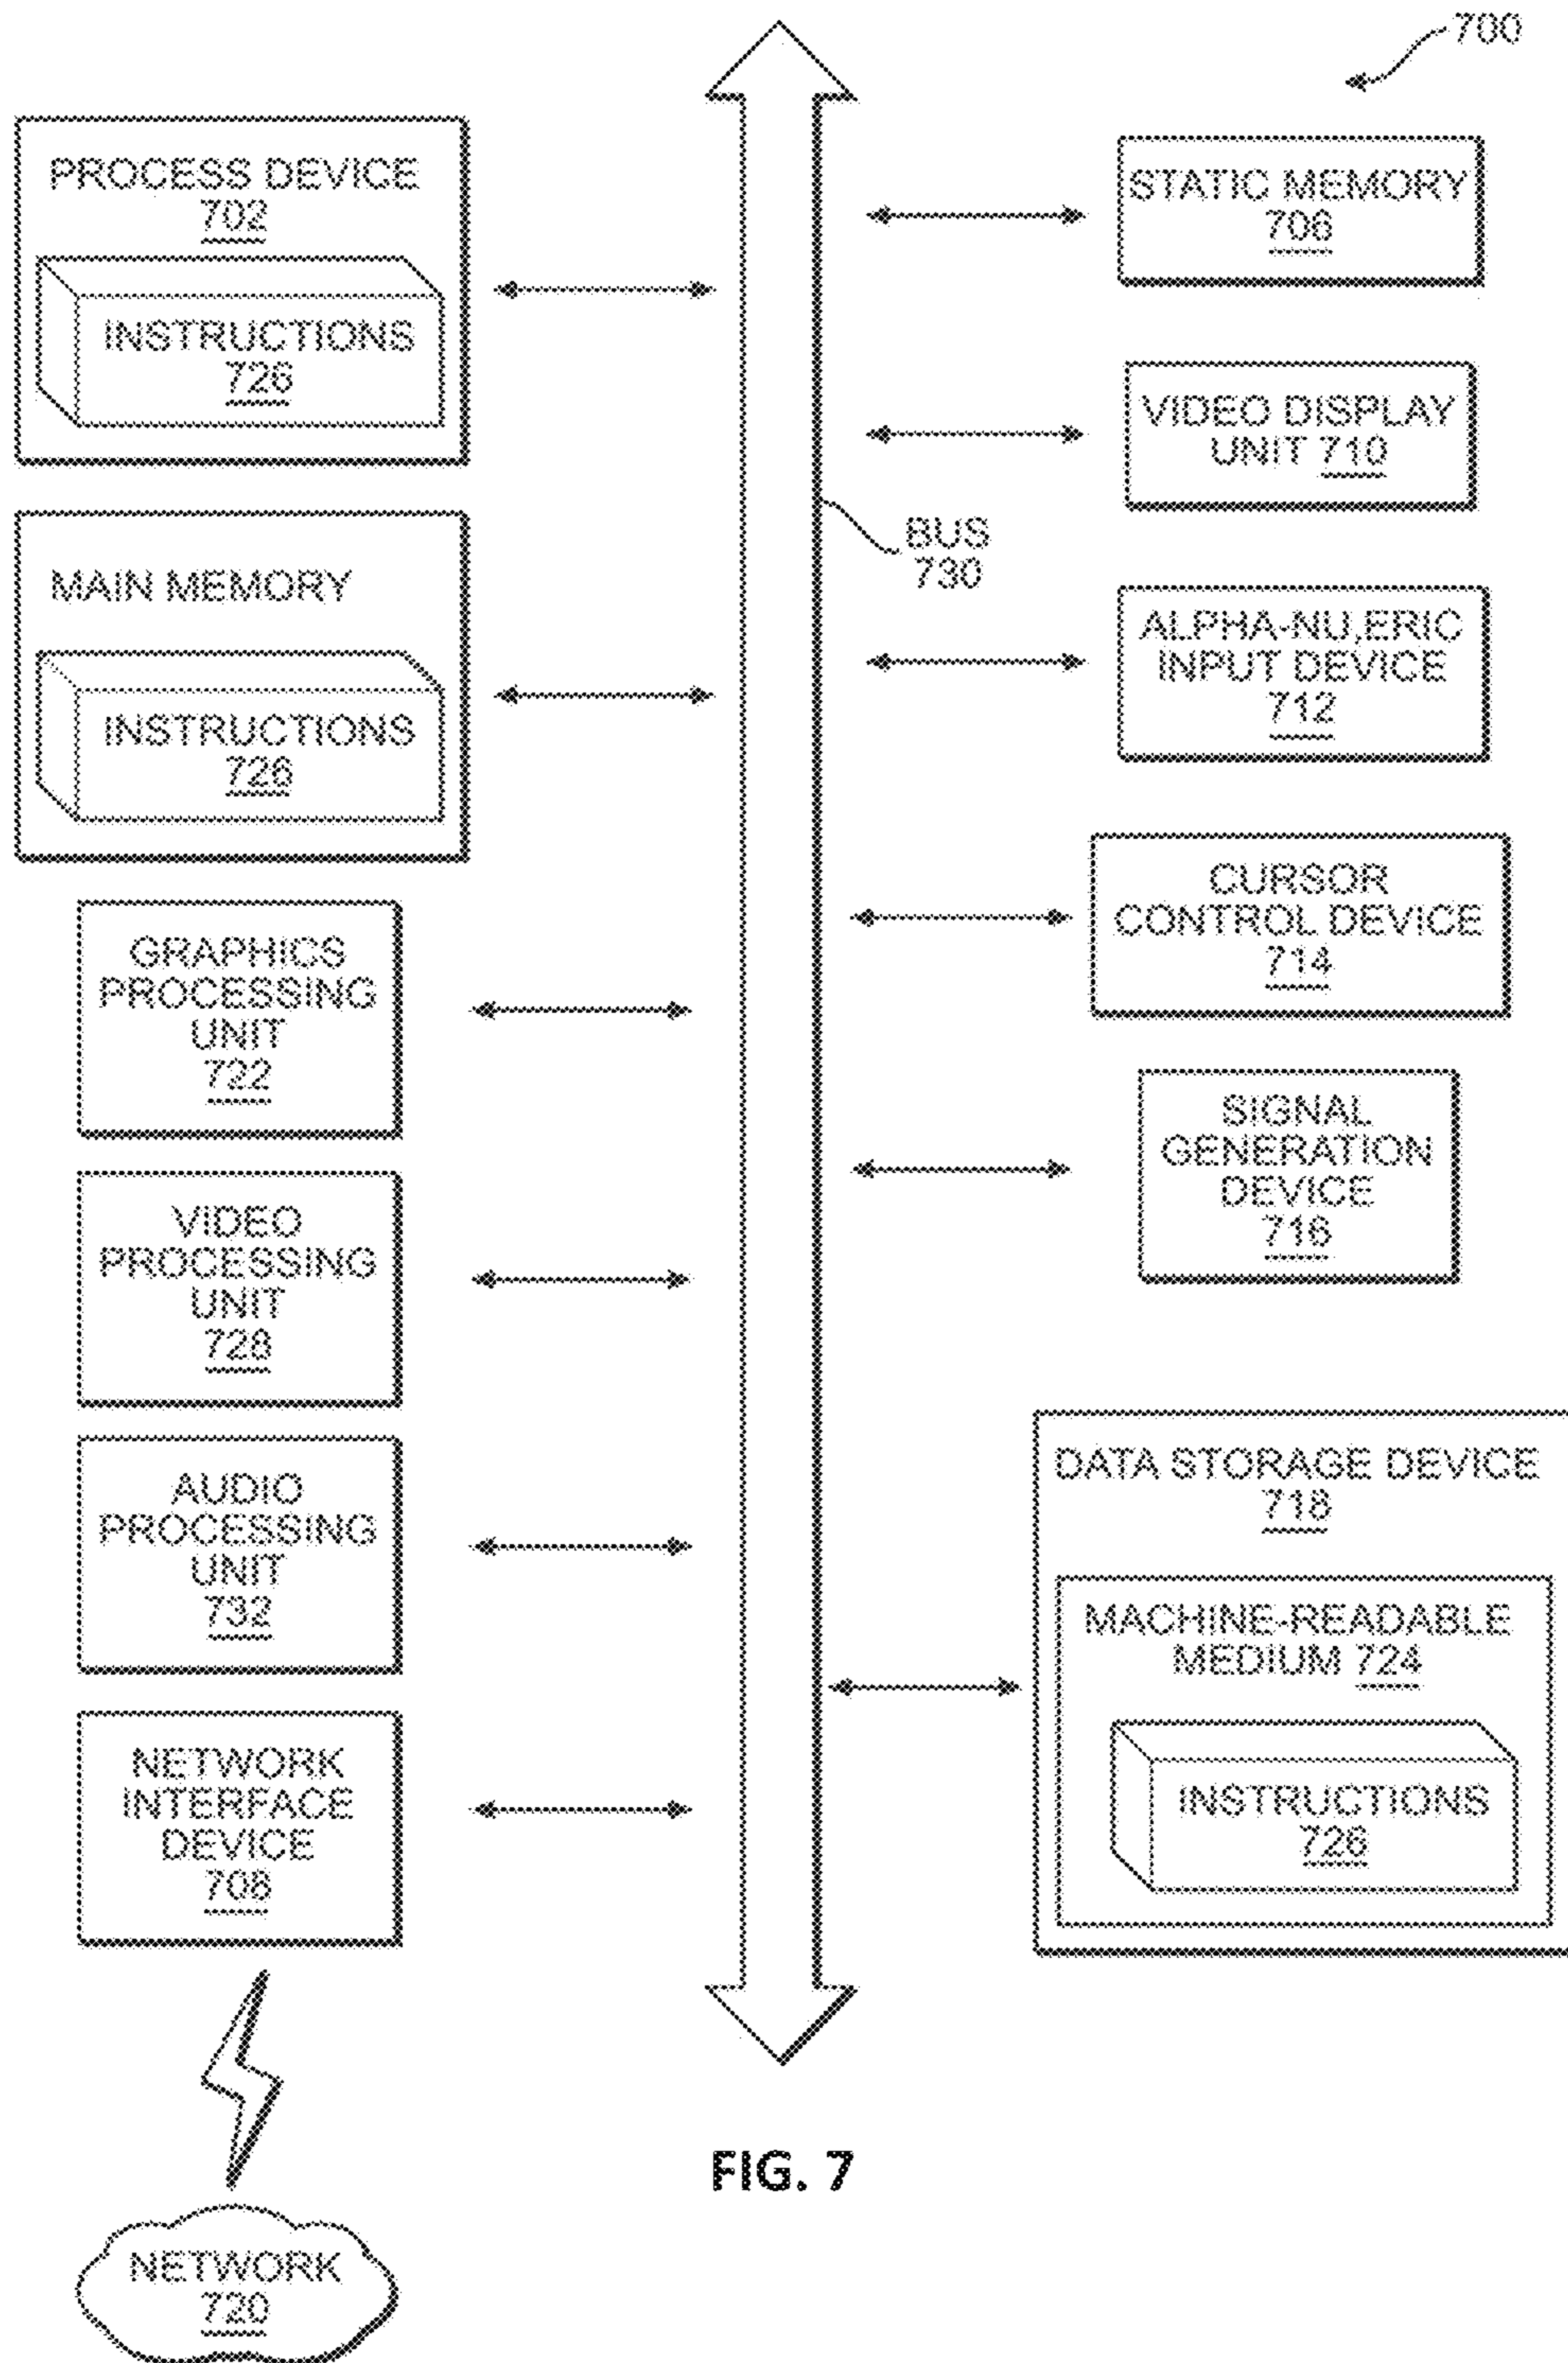 700
PROCESS DEVICE
702
INSTRUCTIONS
726
MAIN MEMORY
INSTRUCTIONS
726
GRAPHICS
PROCESSING
UNIT
722
VIDEO
PROCESSING
UNIT
728
AUDIO
PROCESSING
UNIT
732
NETWORK
INTERFACE
DEVICE
708
NETWORK
720
BUS
730
STATIC MEMORY
706
VIDEO DISPLAY
UNIT 710
ALPHA-NU,ERIC
INPUT DEVICE
712
CURSOR
CONTROL DEVICE
714
SIGNAL
GENERATION
DEVICE
716
DATA STORAGE DEVICE
718
MACHINE-READABLE
MEDIUM 724
INSTRUCTIONS
726
FIG. 7